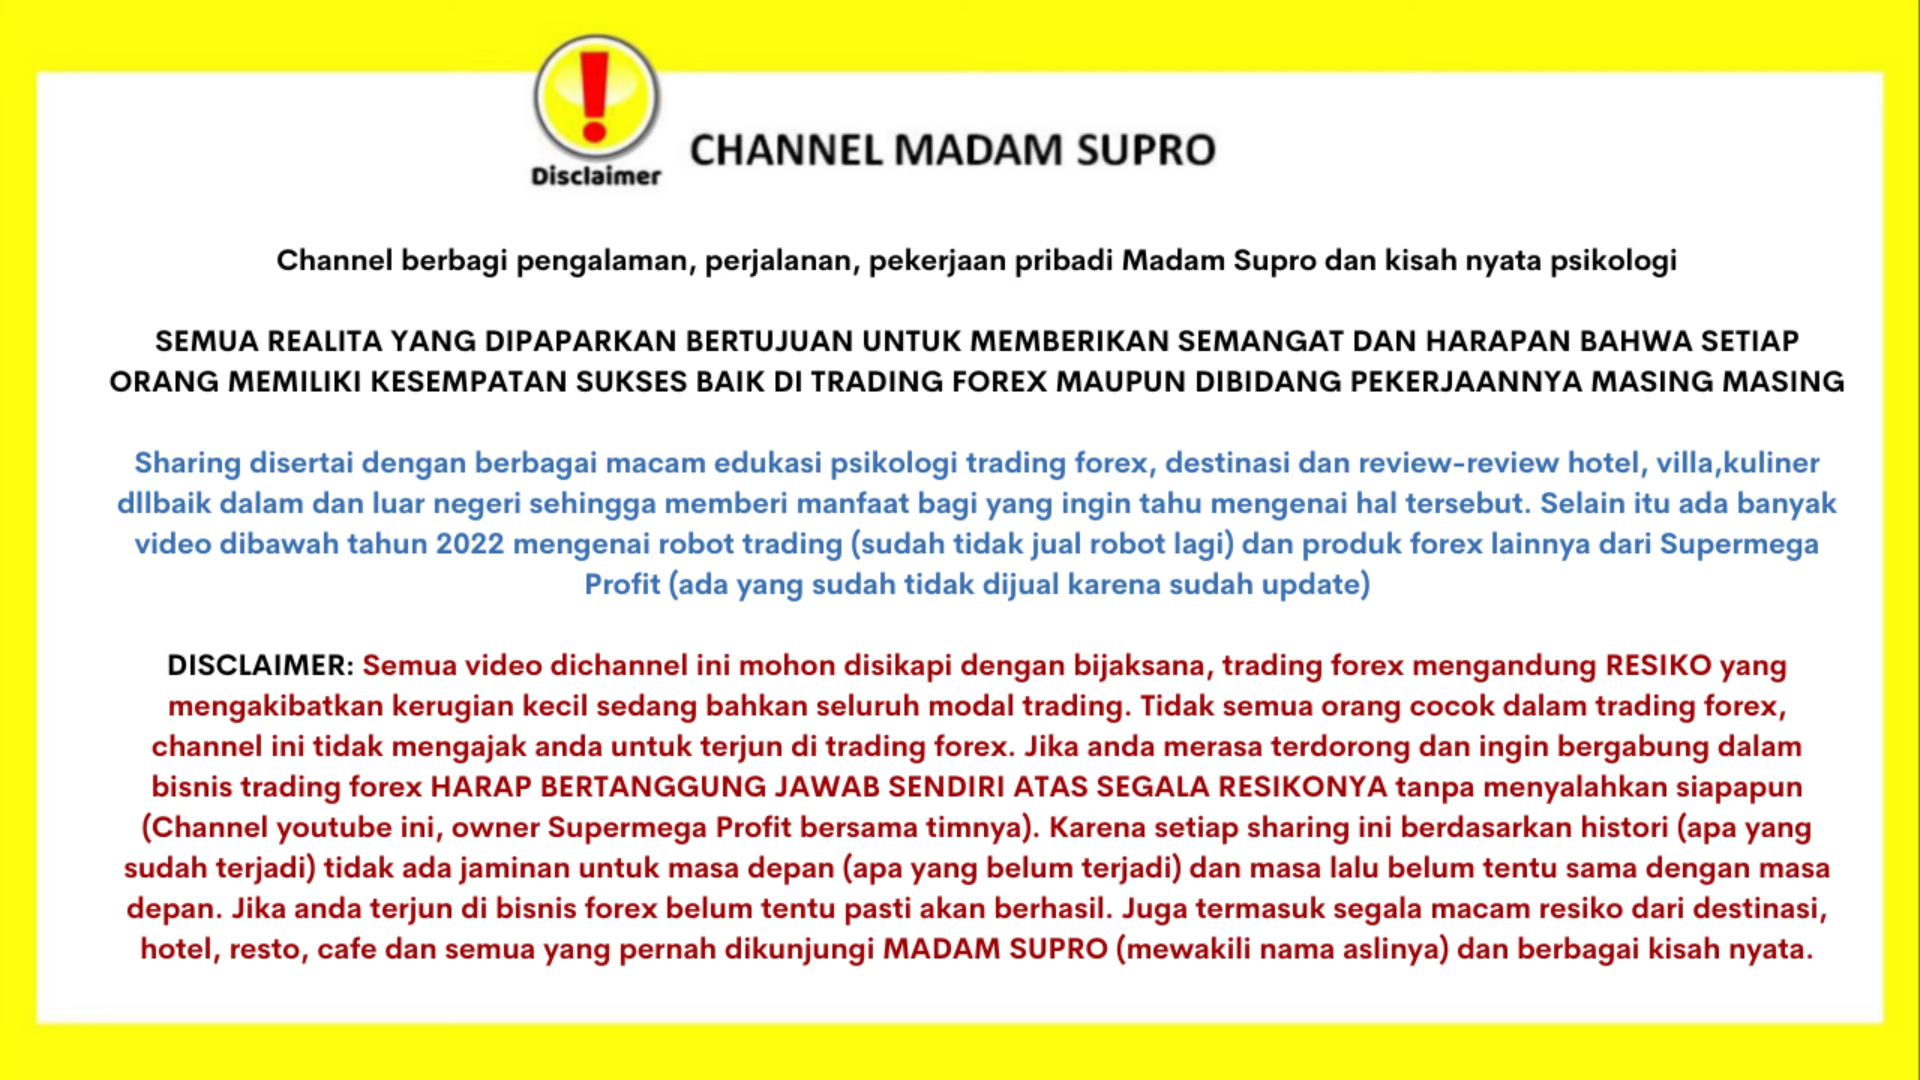 Disclaimer
CHANNEL MADAM SUPRO
Channel berbagi pengalaman, perjalanan, pekerjaan pribadi Madam Supro dan kisah nyata psikologi
SEMUA REALITA YANG DIPAPARKAN BERTUJUAN UNTUK MEMBERIKAN SEMANGAT DAN HARAPAN BAHWA SETIAP
ORANG MEMILIKI KESEMPATAN SUKSES BAIK DI TRADING FOREX MAUPUN DIBIDANG PEKERJAANNYA MASING MASING
Sharing disertai dengan berbagai macam edukasi psikologi trading forex, destinasi dan review-review hotel, villa,kuliner
dllbaik dalam dan luar negeri sehingga memberi manfaat bagi yang ingin tahu mengenai hal tersebut. Selain itu ada banyak
video dibawah tahun 2022 mengenai robot trading (sudah tidak jual robot lagi) dan produk forex lainnya dari Supermega
Profit (ada yang sudah tidak dijual karena sudah update)
DISCLAIMER: Semua video dichannel ini mohon disikapi dengan bijaksana, trading forex mengandung RESIKO yang
mengakibatkan kerugian kecil sedang bahkan seluruh modal trading. Tidak semua orang cocok dalam trading forex,
channel ini tidak mengajak anda untuk terjun di trading forex. Jika anda merasa terdorong dan ingin bergabung dalam
bisnis trading forex HARAP BERTANGGUNG JAWAB SENDIRI ATAS SEGALA RESIKONYA tanpa menyalahkan siapapun
(Channel youtube ini, owner Supermega Profit bersama timnya). Karena setiap sharing ini berdasarkan histori (apa yang
sudah terjadi) tidak ada jaminan untuk masa depan (apa yang belum terjadi) dan masa lalu belum tentu sama dengan masa
depan. Jika anda terjun di bisnis forex belum tentu pasti akan berhasil. Juga termasuk segala macam resiko dari destinasi,
hotel, resto, cafe dan semua yang pernah dikunjungi MADAM SUPRO (mewakili nama aslinya) dan berbagai kisah nyata.